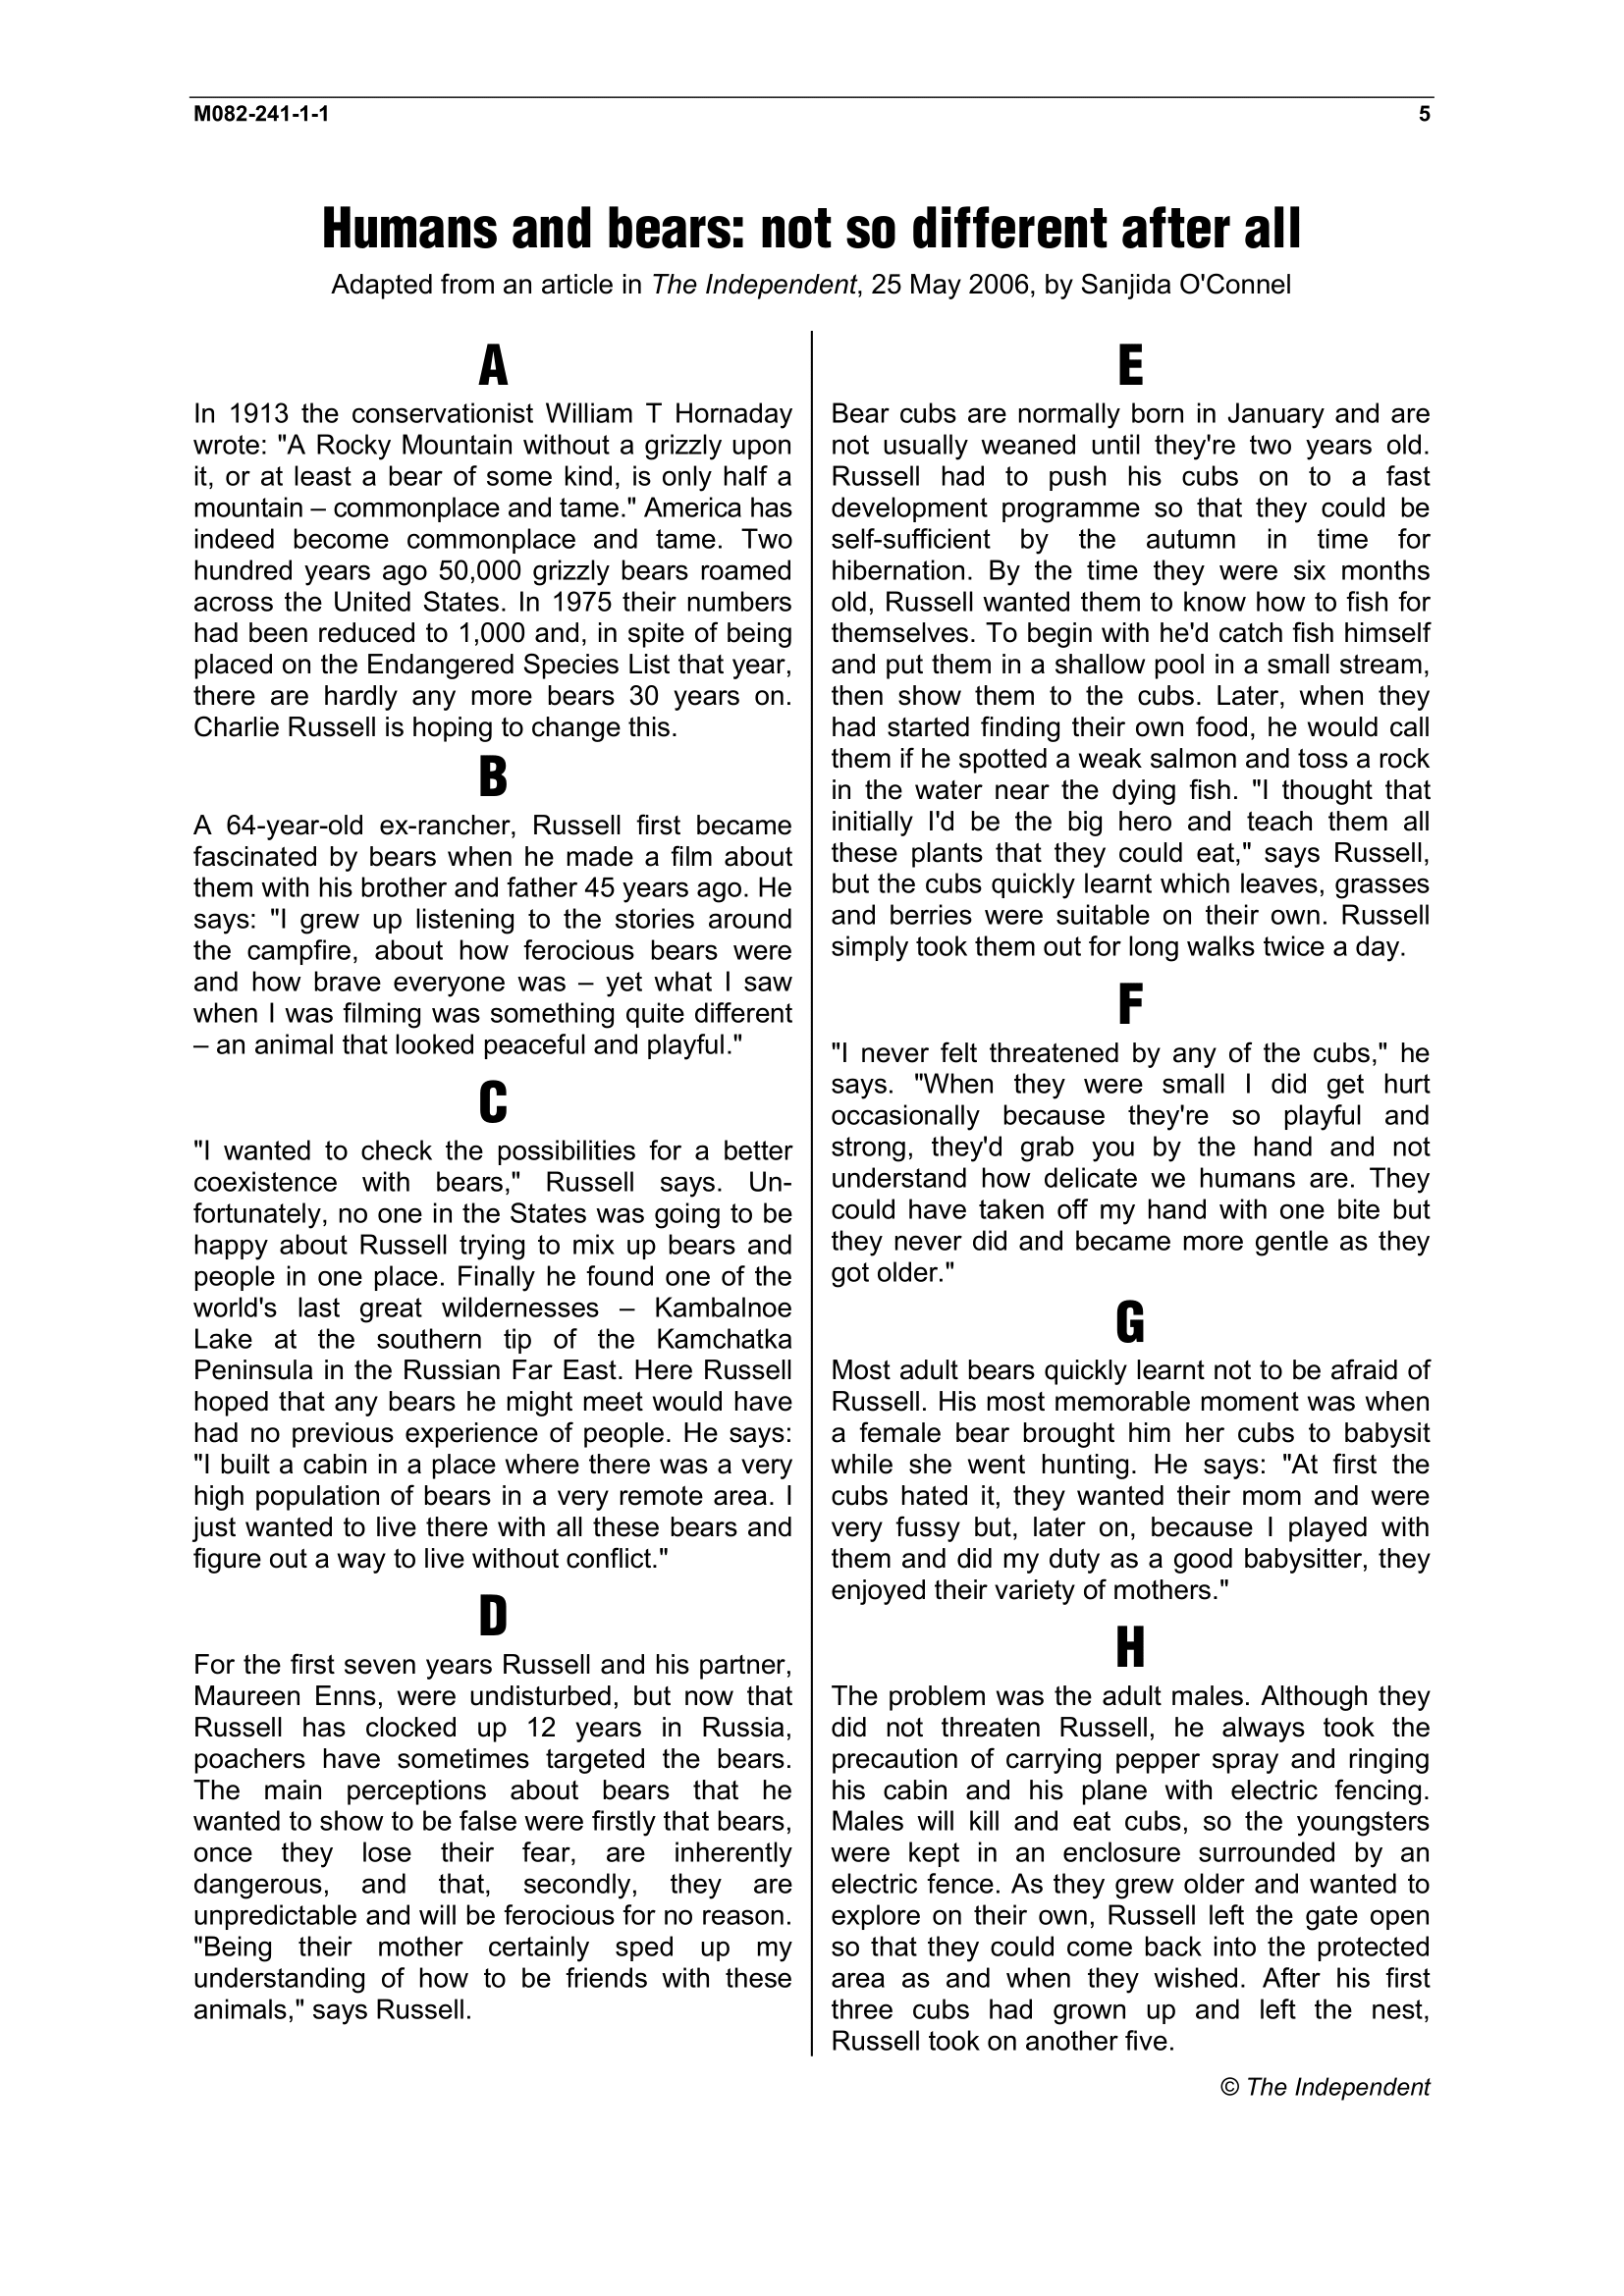 M082-241-1-1 5
Humans and bears: not so different after all
Adapted from an article in The Independent, 25 May 2006, by Sanjida O'Connel
A
In 1913 the conservationist William T Hornaday
wrote: "A Rocky Mountain without a grizzly upon
it, or at least a bear of some kind, is only half a
mountain – commonplace and tame." America has
indeed become commonplace and tame. Two
hundred years ago 50,000 grizzly bears roamed
across the United States. In 1975 their numbers
had been reduced to 1,000 and, in spite of being
placed on the Endangered Species List that year,
there are hardly any more bears 30 years on.
Charlie Russell is hoping to change this.
B
A 64-year-old ex-rancher, Russell first became
fascinated by bears when he made a film about
them with his brother and father 45 years ago. He
says: "I grew up listening to the stories around
the campfire, about how ferocious bears were
and how brave everyone was – yet what I saw
when I was filming was something quite different
– an animal that looked peaceful and playful."
C
"I wanted to check the possibilities for a better
coexistence with bears," Russell says. Un-
fortunately, no one in the States was going to be
happy about Russell trying to mix up bears and
people in one place. Finally he found one of the
world's last great wildernesses – Kambalnoe
Lake at the southern tip of the Kamchatka
Peninsula in the Russian Far East. Here Russell
hoped that any bears he might meet would have
had no previous experience of people. He says:
"I built a cabin in a place where there was a very
high population of bears in a very remote area. I
just wanted to live there with all these bears and
figure out a way to live without conflict."
D
For the first seven years Russell and his partner,
Maureen Enns, were undisturbed, but now that
Russell has clocked up 12 years in Russia,
poachers have sometimes targeted the bears.
The main perceptions about bears that he
wanted to show to be false were firstly that bears,
once they lose their fear, are inherently
dangerous, and that, secondly, they are
unpredictable and will be ferocious for no reason.
"Being their mother certainly sped up my
understanding of how to be friends with these
animals," says Russell.
E
Bear cubs are normally born in January and are
not usually weaned until they're two years old.
Russell had to push his cubs on to a fast
development programme so that they could be
self-sufficient by the autumn in time for
hibernation. By the time they were six months
old, Russell wanted them to know how to fish for
themselves. To begin with he'd catch fish himself
and put them in a shallow pool in a small stream,
then show them to the cubs. Later, when they
had started finding their own food, he would call
them if he spotted a weak salmon and toss a rock
in the water near the dying fish. "I thought that
initially I'd be the big hero and teach them all
these plants that they could eat," says Russell,
but the cubs quickly learnt which leaves, grasses
and berries were suitable on their own. Russell
simply took them out for long walks twice a day.
F
"I never felt threatened by any of the cubs," he
says. "When they were small I did get hurt
occasionally because they're so playful and
strong, they'd grab you by the hand and not
understand how delicate we humans are. They
could have taken off my hand with one bite but
they never did and became more gentle as they
got older."
G
Most adult bears quickly learnt not to be afraid of
Russell. His most memorable moment was when
a female bear brought him her cubs to babysit
while she went hunting. He says: "At first the
cubs hated it, they wanted their mom and were
very fussy but, later on, because I played with
them and did my duty as a good babysitter, they
enjoyed their variety of mothers."
H
The problem was the adult males. Although they
did not threaten Russell, he always took the
precaution of carrying pepper spray and ringing
his cabin and his plane with electric fencing.
Males will kill and eat cubs, so the youngsters
were kept in an enclosure surrounded by an
electric fence. As they grew older and wanted to
explore on their own, Russell left the gate open
so that they could come back into the protected
area as and when they wished. After his first
three cubs had grown up and left the nest,
Russell took on another five.
© The Independent